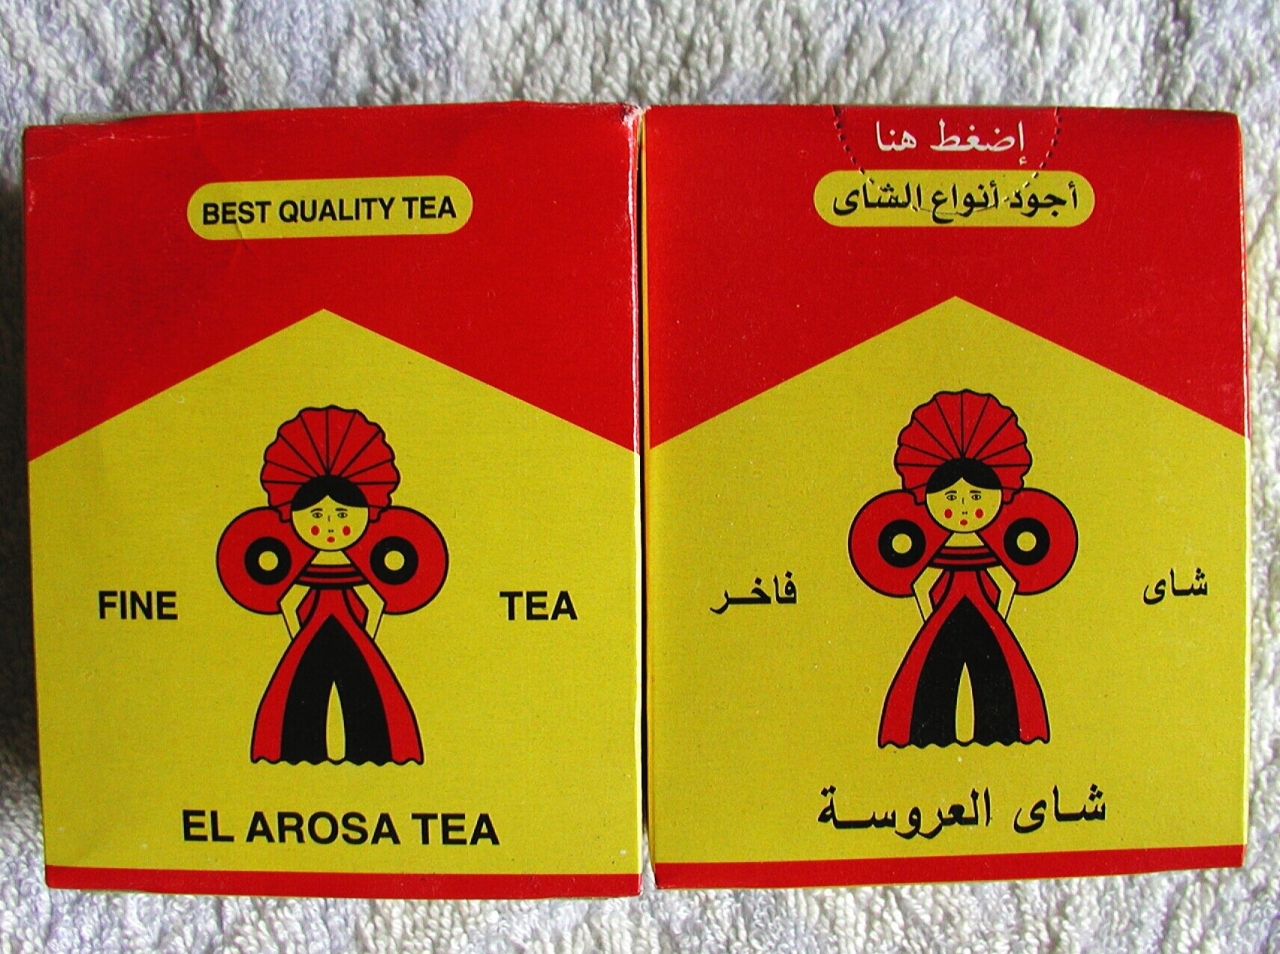 BEST QUALITY TEA
FINE TEA
EL AROSA TEA
إضغط هنا
أجود أنواع الشاى
شاى فاخر
شاى العروسة